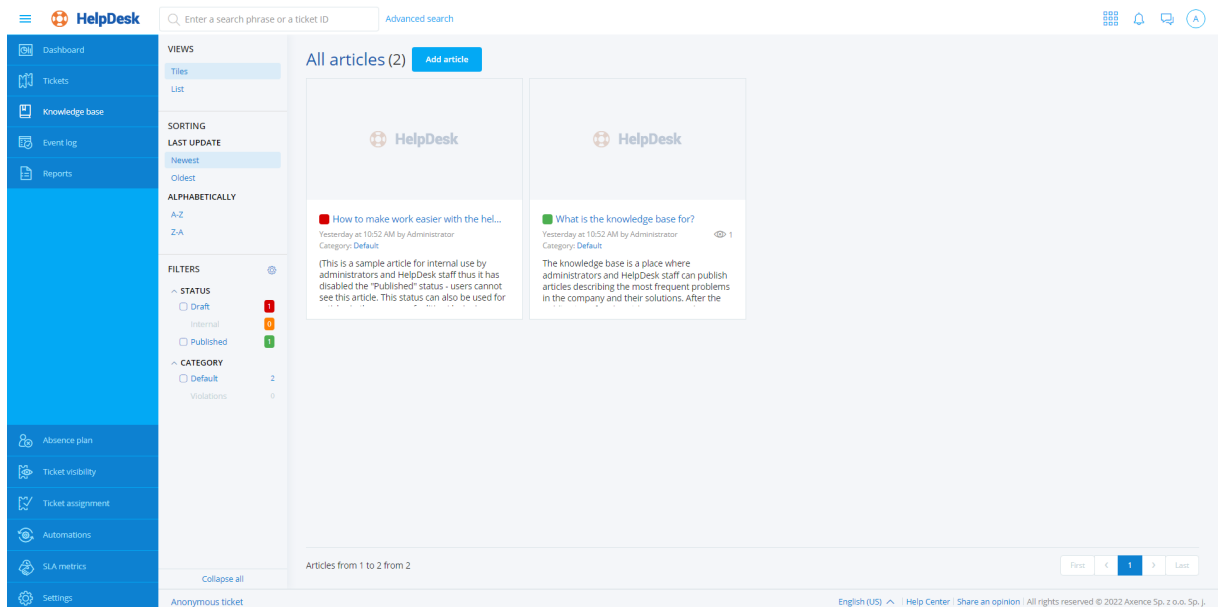 HelpDesk
Enter a search phrase or a ticket ID
Advanced search
A
Dashboard
Tickets
Knowledge base
Event log
Reports
Absence plan
Ticket visibility
Ticket assignment
Automations
SLA metrics
Settings
VIEWS
Tiles
List
SORTING
LAST UPDATE
Newest
Oldest
ALPHABETICALLY
A-Z
Z-A
FILTERS
STATUS
Draft 1
Internal 0
Published 1
CATEGORY
Default 2
Violations 0
Collapse all
All articles (2)
Add article
HelpDesk
How to make work easier with the hel...
Yesterday at 10:52 AM by Administrator
Category: Default
(This is a sample article for internal use by
administrators and HelpDesk staff thus it has
disabled the "Published" status - users cannot
see this article. This status can also be used for
HelpDesk
What is the knowledge base for?
Yesterday at 10:52 AM by Administrator 1
Category: Default
The knowledge base is a place where
administrators and HelpDesk staff can publish
articles describing the most frequent problems
in the company and their solutions. After the
Articles from 1 to 2 from 2
First < 1 > Last
Anonymous ticket
English (US) | Help Center | Share an opinion | All rights reserved © 2022 Axence Sp. z o.o. Sp. j.